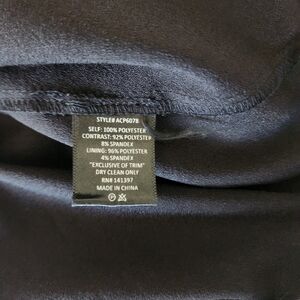 STYLE# ACP607B
SELF: 100% POLYESTER
CONTRAST: 92% POLYESTER
8% SPANDEX
LINING: 96% POLYESTER
4% SPANDEX
"EXCLUSIVE OF TRIM"
DRY CLEAN ONLY
RN# 141397
MADE IN CHINA